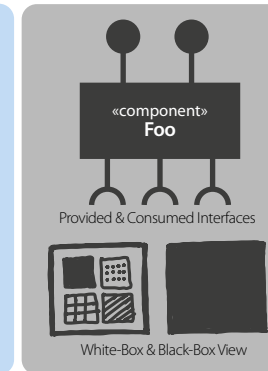 «component»
Foo
Provided & Consumed Interfaces
White-Box & Black-Box View